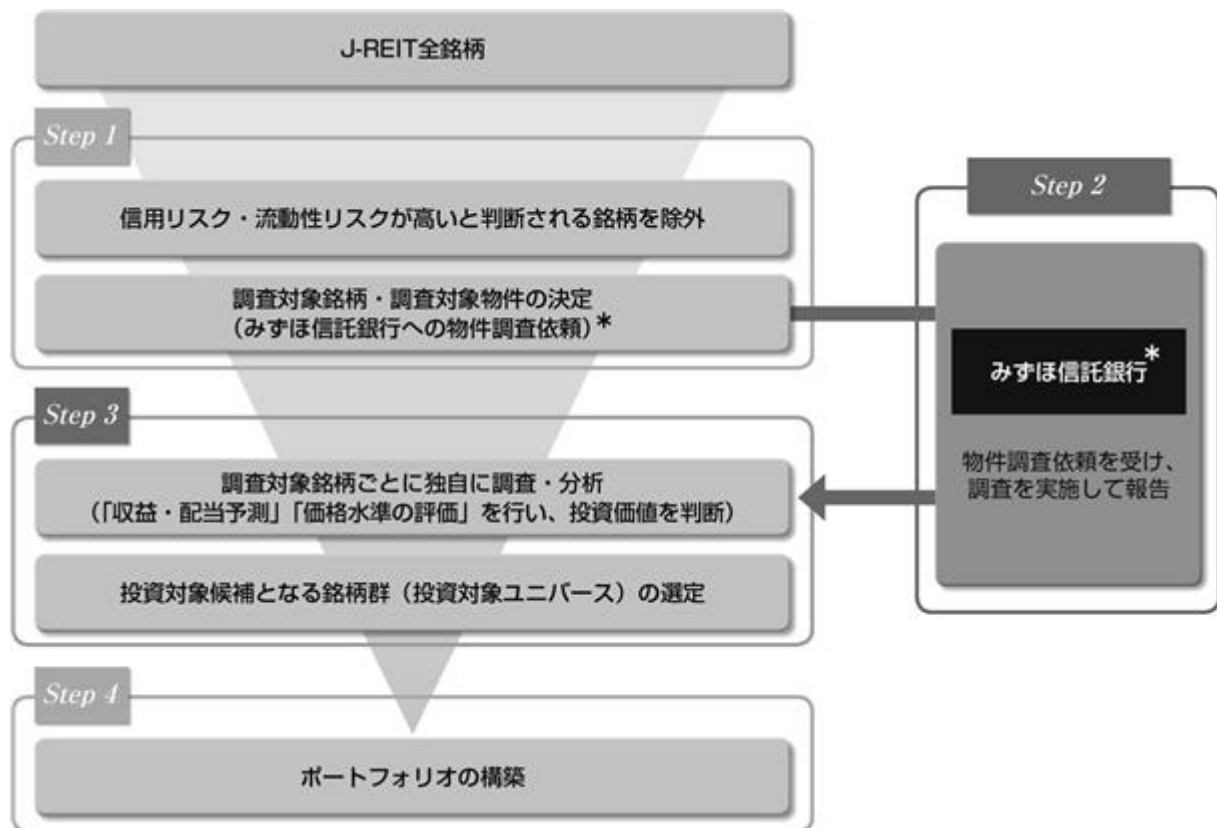 J-REIT全銘柄
Step 1
信用リスク・流動性リスクが高いと判断される銘柄を除外
調査対象銘柄・調査対象物件の決定
（みずほ信託銀行への物件調査依頼）*
Step 2
みずほ信託銀行*
物件調査依頼を受け、
調査を実施して報告
Step 3
調査対象銘柄ごとに独自に調査・分析
（「収益・配当予測」「価格水準の評価」を行い、投資価値を判断）
投資対象候補となる銘柄群（投資対象ユニバース）の選定
Step 4
ポートフォリオの構築